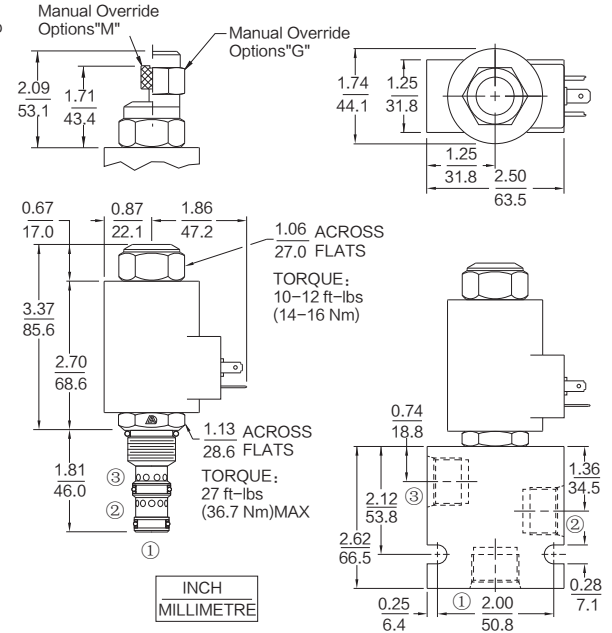 Manual Override
Options"M"
Manual Override
Options"G"
2.09
53.1
1.71
43.4
1.74
44.1
1.25
31.8
1.25
31.8
2.50
63.5
0.67
17.0
0.87
22.1
1.86
47.2
1.06 ACROSS
27.0 FLATS
TORQUE:
10-12 ft-lbs
(14-16 Nm)
3.37
85.6
2.70
68.6
1.13 ACROSS
28.6 FLATS
TORQUE:
27 ft-lbs
(36.7 Nm)MAX
1.81
46.0
③
②
①
INCH
MILLIMETRE
0.74
18.8
③
1.36
34.5
②
2.12
53.8
2.62
66.5
0.28
7.1
0.25
6.4
①
2.00
50.8